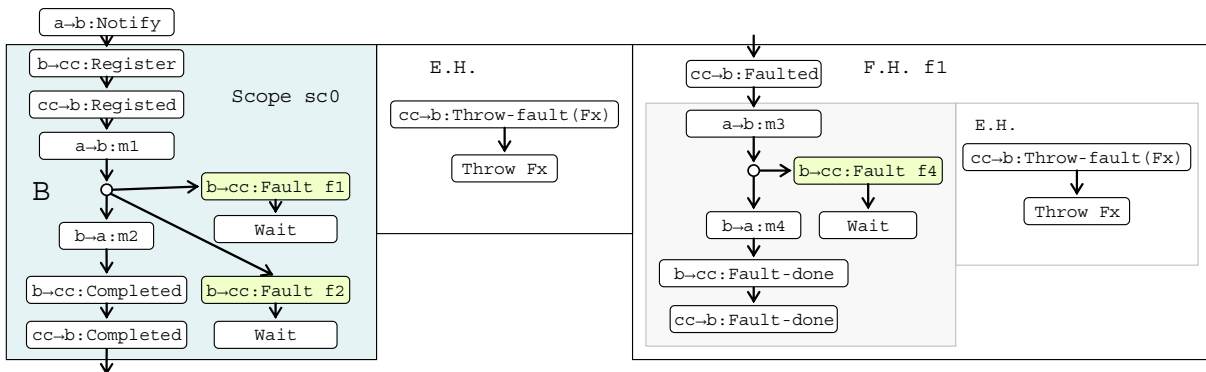 a→b:Notify
b→cc:Register
Scope sc0
cc→b:Registed
a→b:m1
B
b→cc:Fault f1
Wait
b→a:m2
b→cc:Completed
b→cc:Fault f2
cc→b:Completed
Wait
E.H.
cc→b:Throw-fault(Fx)
Throw Fx
cc→b:Faulted
F.H. f1
a→b:m3
b→cc:Fault f4
b→a:m4
Wait
b→cc:Fault-done
cc→b:Fault-done
E.H.
cc→b:Throw-fault(Fx)
Throw Fx